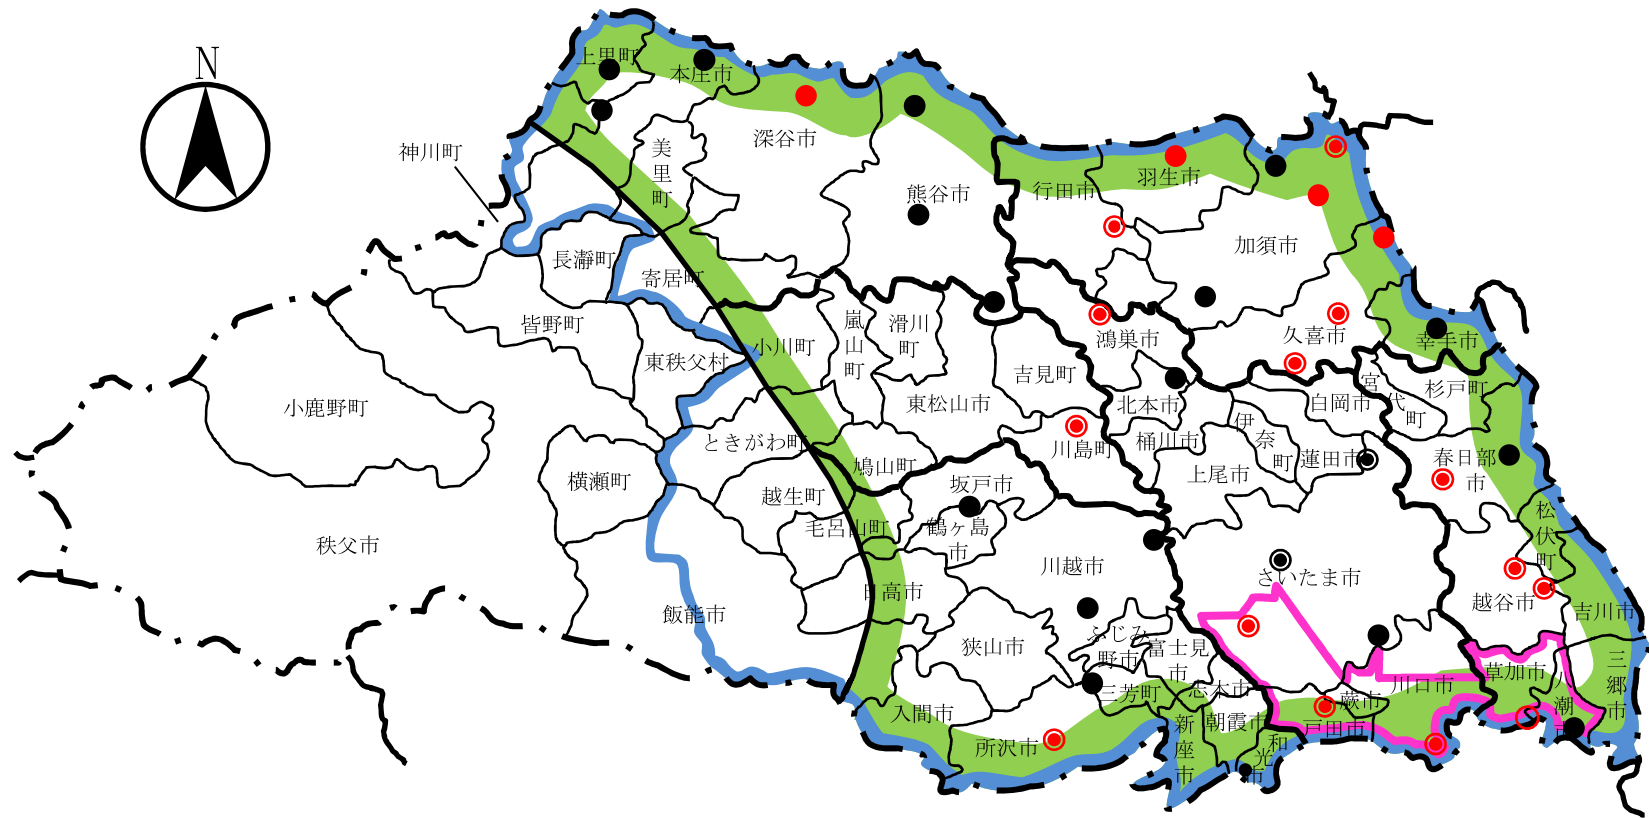 N
上里町
本庄市
神川町
美
里
町
深谷市
熊谷市
行田市
羽生市
加須市
長瀞町
寄居町
皆野町
東秩父村
小川町
嵐
山
町
滑川
町
吉見町
鴻巣市
久喜市
幸手市
小鹿野町
東松山市
北本市
白岡市
宮
代
町
杉戸町
ときがわ町
鳩山町
川島町
桶川市
伊
奈
町
蓮田市
春日部
市
横瀬町
越生町
坂戸市
上尾市
松
伏
町
秩父市
毛呂山町
鶴ヶ島
市
川越市
さいたま市
飯能市
日高市
越谷市
吉川市
狭山市
ふじみ
野市
富士見
市
三芳町
志木市
川口市
草加市
八
潮
市
三
郷
市
入間市
所沢市
新
座
市
朝霞市
和
光
市
戸田市
蕨市